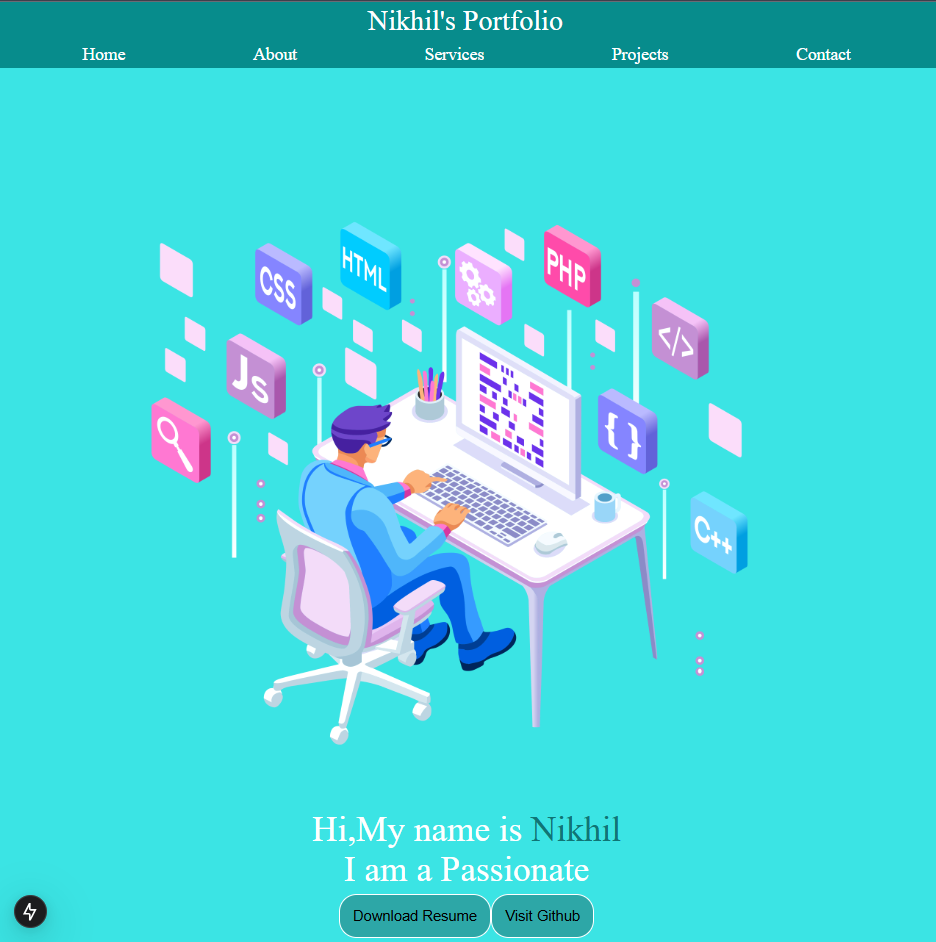 Nikhil's Portfolio
Home About Services Projects Contact
HTML
PHP
CSS
</>
Js
{ }
C++
Hi,My name is Nikhil
I am a Passionate
Download Resume Visit Github